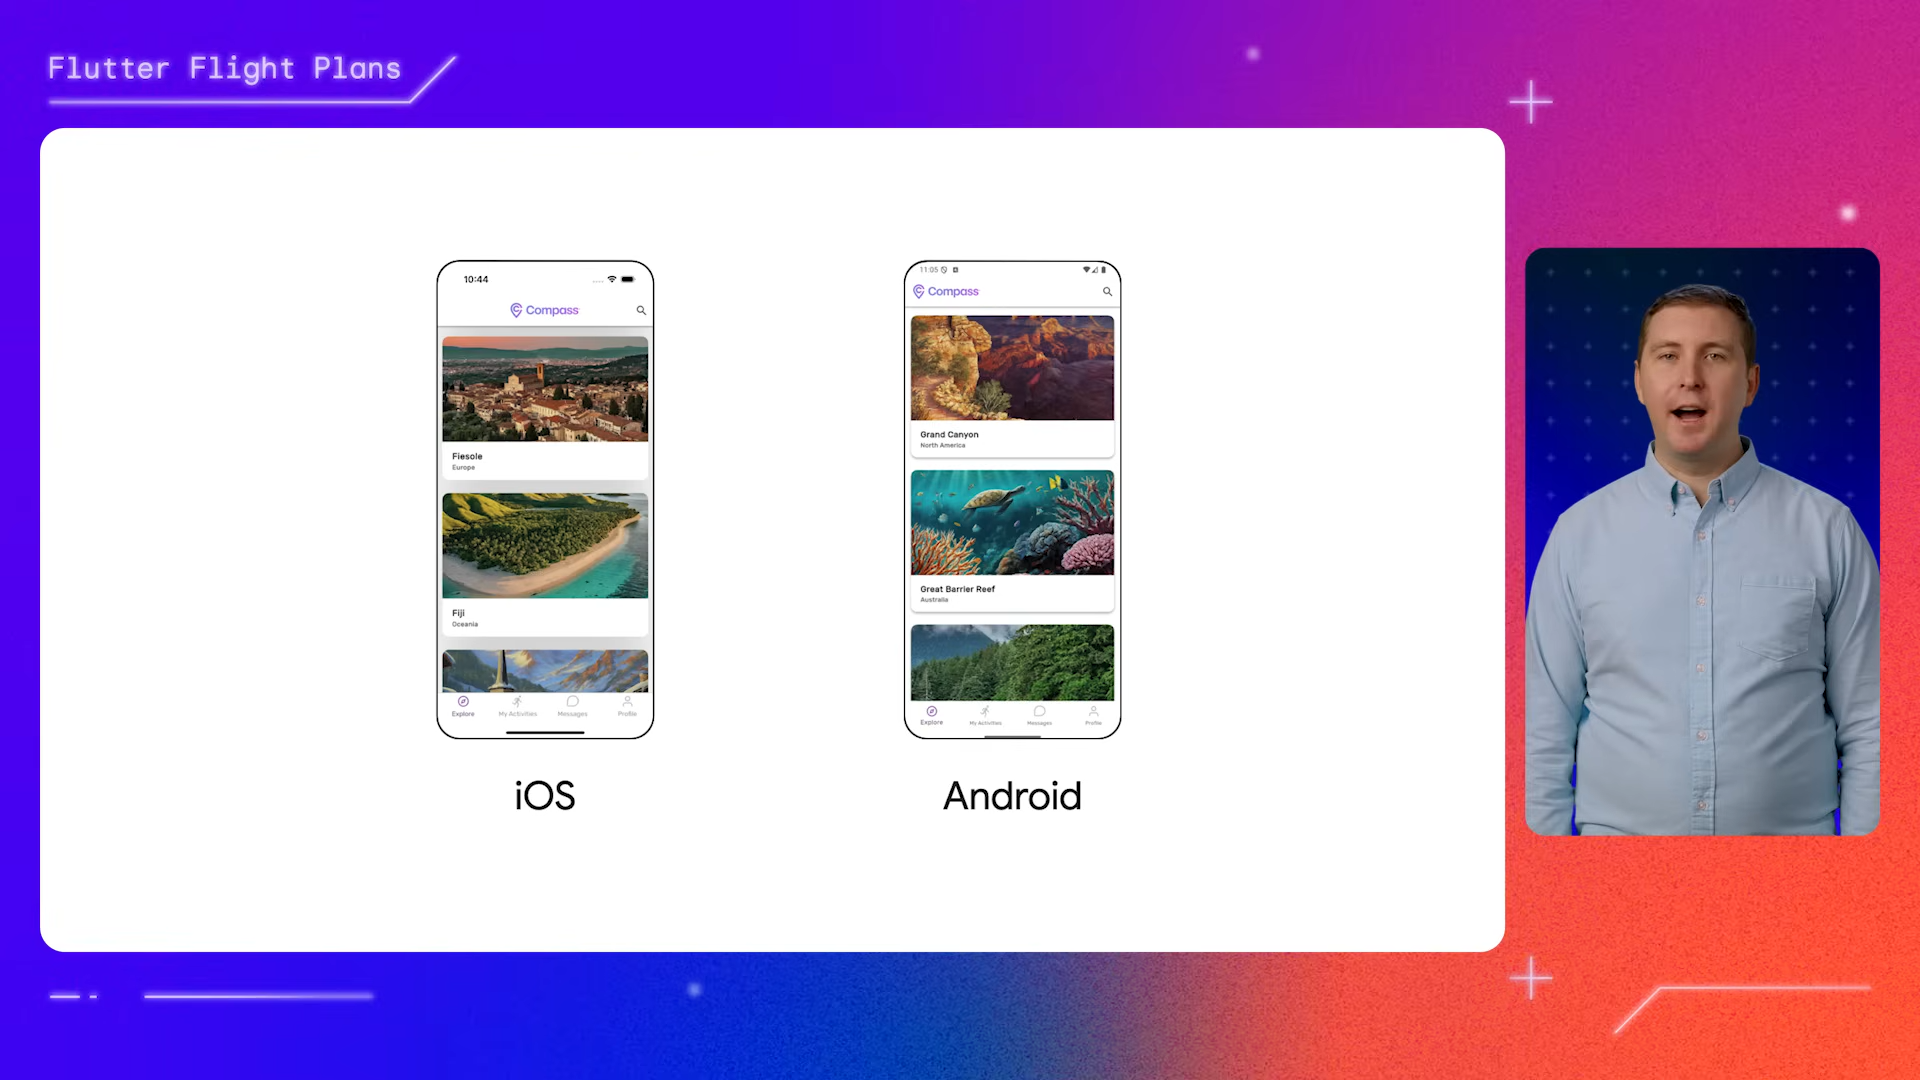 Flutter Flight Plans
10:44
Compass
Fiesole
Europe
Fiji
Oceania
Explore
My Activities
Messages
Profile
iOS
11:05
Compass
Grand Canyon
North America
Great Barrier Reef
Australia
Explore
My Activities
Messages
Profile
Android